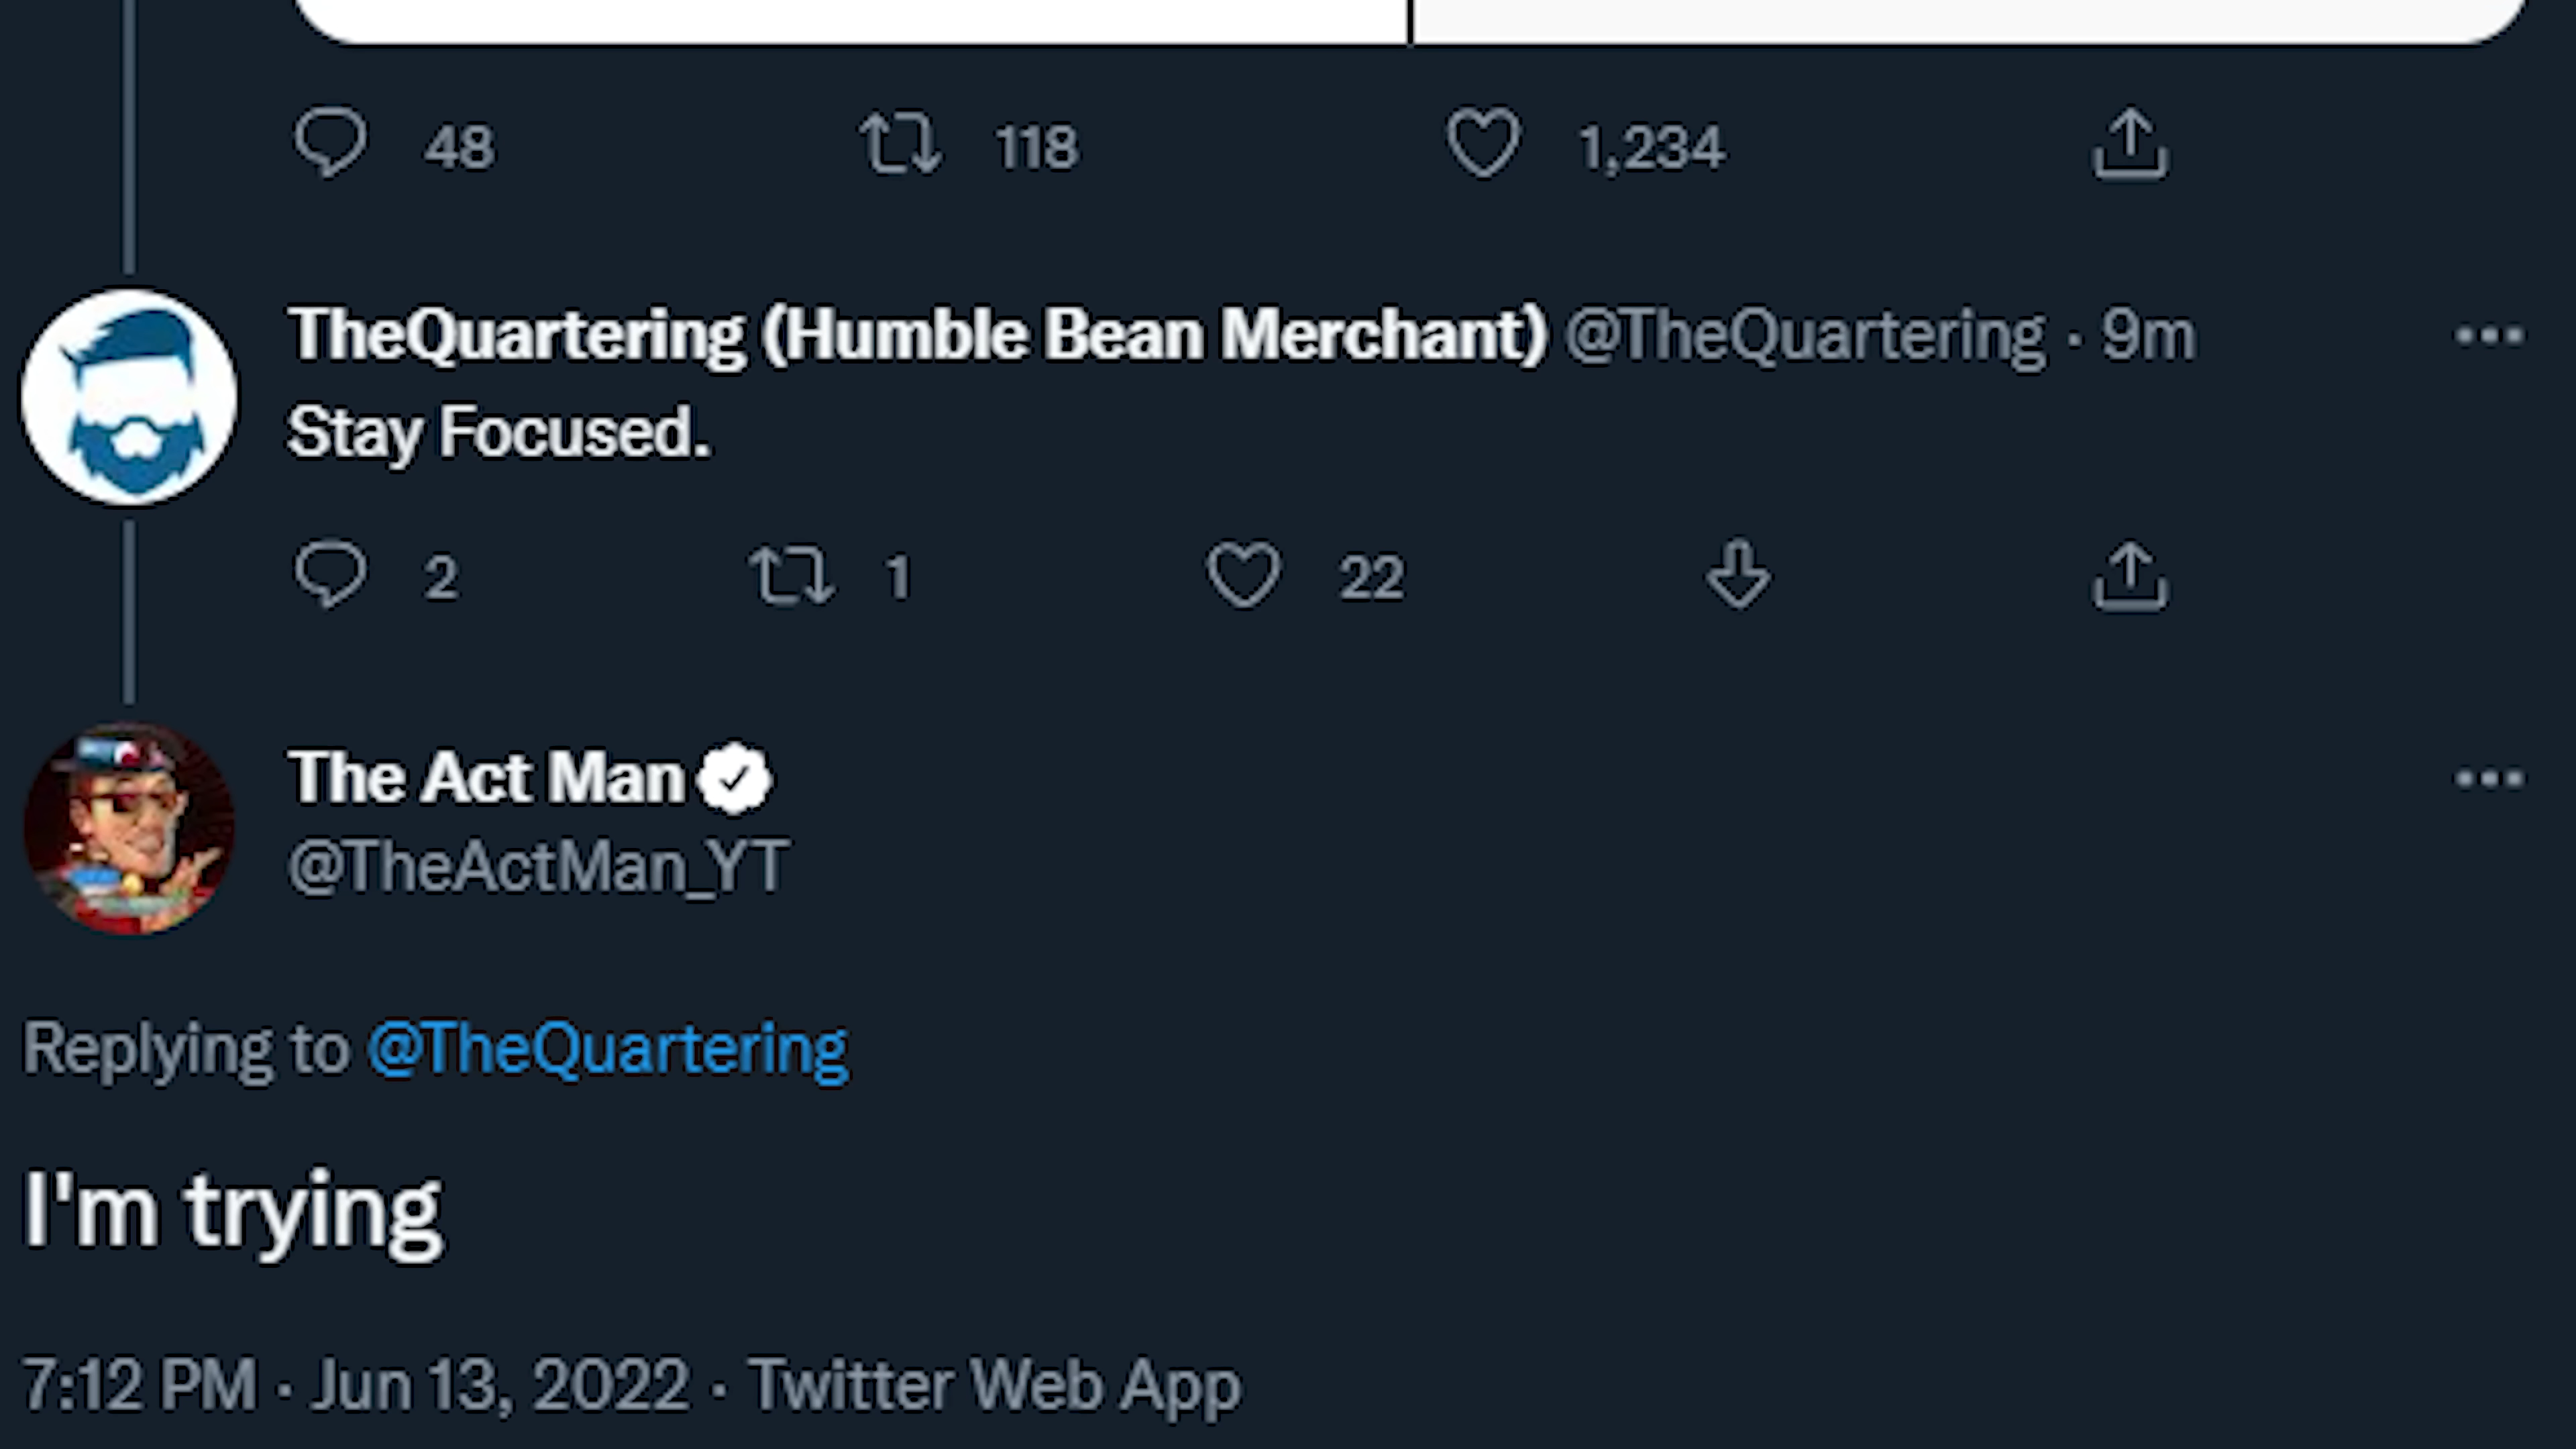 48 118 1,234
TheQuartering (Humble Bean Merchant) @TheQuartering · 9m
Stay Focused.
2 1 22
The Act Man
@TheActMan_YT
Replying to @TheQuartering
I'm trying
7:12 PM · Jun 13, 2022 · Twitter Web App